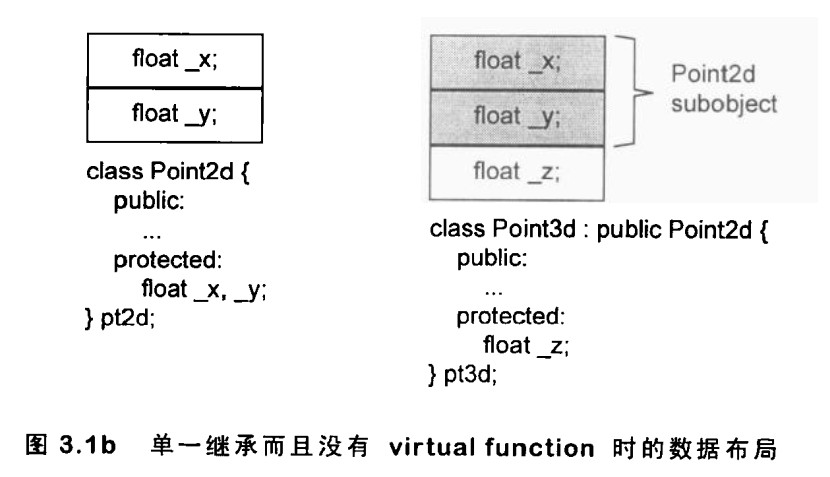 float _x;
float _y;
class Point2d {
public:
...
protected:
float _x, _y;
} pt2d;
float _x;
float _y;
float _z;
Point2d
subobject
class Point3d : public Point2d {
public:
...
protected:
float _z;
} pt3d;
图 3.1b 单一继承而且没有 virtual function 时的数据布局